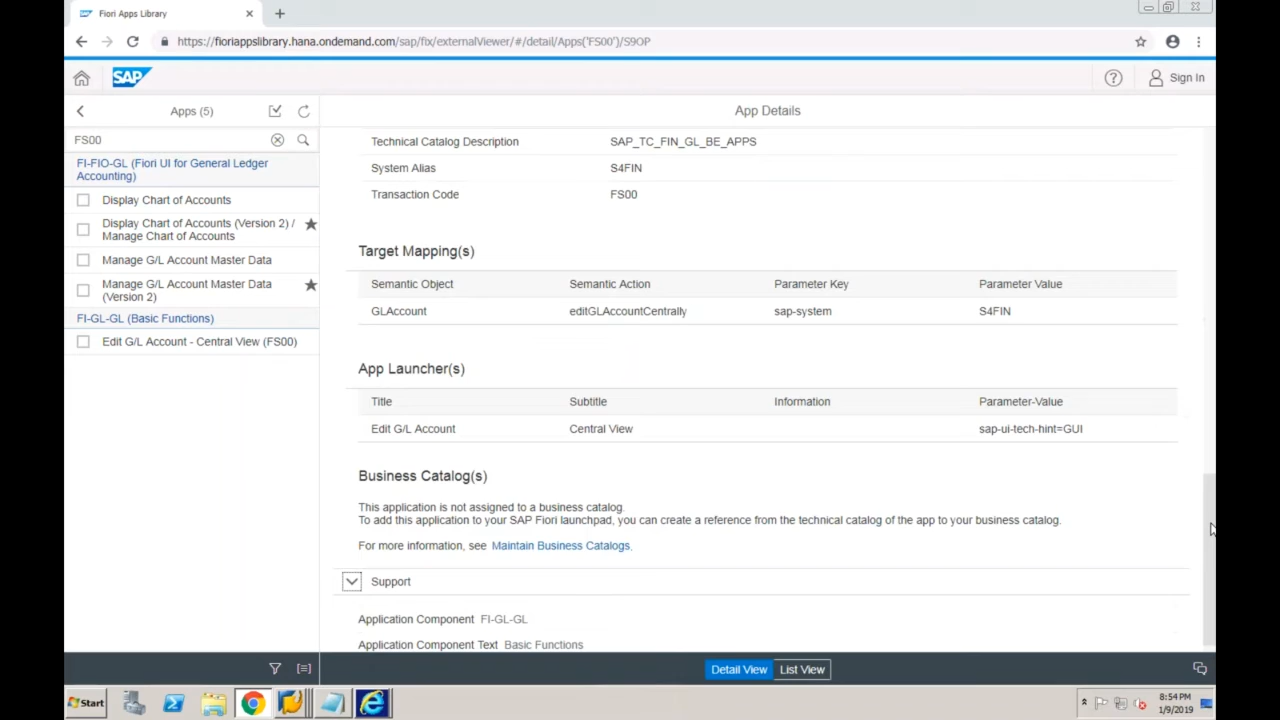 Fiori Apps Library
https://fioriappslibrary.hana.ondemand.com/sap/fix/externalViewer/#/detail/Apps('FS00')/S9OP
SAP
Sign In
Apps (5)
App Details
FS00
FI-FIO-GL (Fiori UI for General Ledger
Accounting)
Display Chart of Accounts
Display Chart of Accounts (Version 2) /
Manage Chart of Accounts
Manage G/L Account Master Data
Manage G/L Account Master Data
(Version 2)
FI-GL-GL (Basic Functions)
Edit G/L Account - Central View (FS00)
Technical Catalog Description SAP_TC_FIN_GL_BE_APPS
System Alias S4FIN
Transaction Code FS00
Target Mapping(s)
Semantic Object Semantic Action Parameter Key Parameter Value
GLAccount editGLAccountCentrally sap-system S4FIN
App Launcher(s)
Title Subtitle Information Parameter-Value
Edit G/L Account Central View sap-ui-tech-hint=GUI
Business Catalog(s)
This application is not assigned to a business catalog.
To add this application to your SAP Fiori launchpad, you can create a reference from the technical catalog of the app to your business catalog.
For more information, see Maintain Business Catalogs.
Support
Application Component FI-GL-GL
Application Component Text Basic Functions
Detail View List View
Start
8:54 PM
1/9/2019